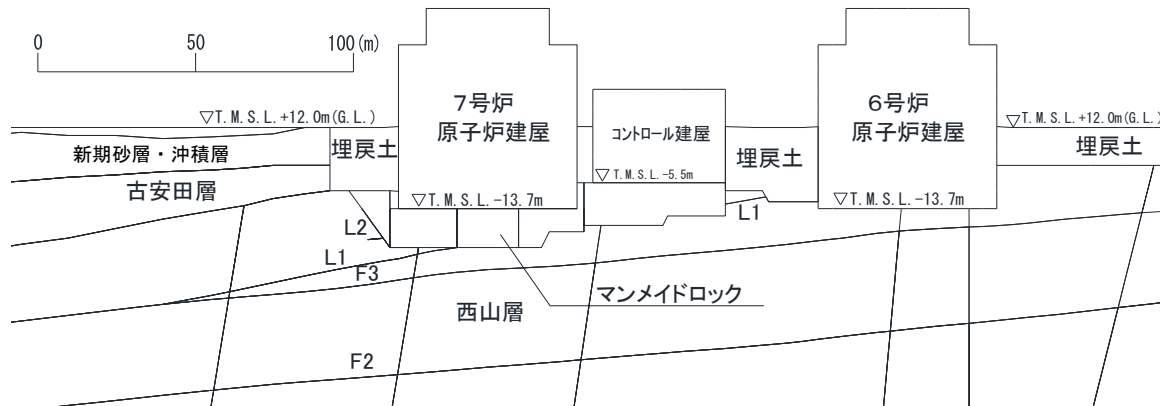 0 50 100(m)
7号炉
原子炉建屋
6号炉
原子炉建屋
▽T.M.S.L.+12.0m(G.L.)
▽T.M.S.L.+12.0m(G.L.)
コントロール建屋
新期砂層・沖積層
埋戻土
埋戻土
埋戻土
▽T.M.S.L.-5.5m
古安田層
▽T.M.S.L.-13.7m
▽T.M.S.L.-13.7m
L1
L2
L1
F3
マンメイドロック
西山層
F2